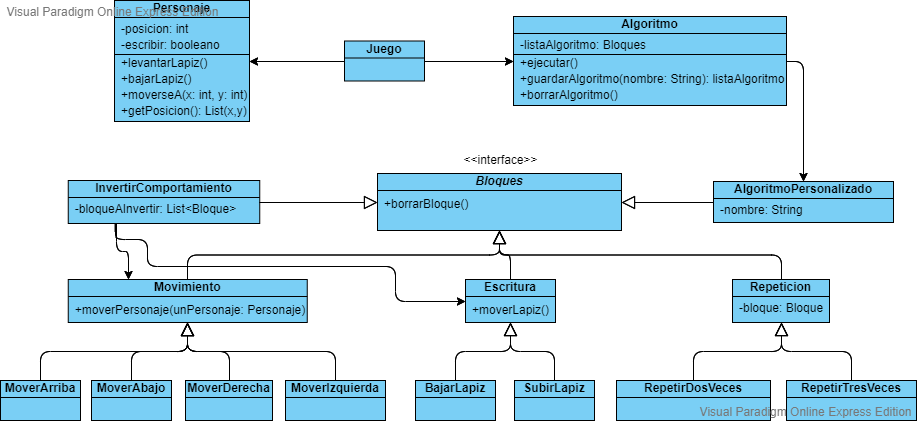 Visual Paradigm Online Express Edition
Personaje
-posicion: int
-escribir: booleano
+levantarLapiz()
+bajarLapiz()
+moverseA(x: int, y: int)
+getPosicion(): List(x,y)
Juego
Algoritmo
-listaAlgoritmo: Bloques
+ejecutar()
+guardarAlgoritmo(nombre: String): listaAlgoritmo
+borrarAlgoritmo()
<<interface>>
Bloques
+borrarBloque()
InvertirComportamiento
-bloqueAInvertir: List<Bloque>
AlgoritmoPersonalizado
-nombre: String
Movimiento
+moverPersonaje(unPersonaje: Personaje)
Escritura
+moverLapiz()
Repeticion
-bloque: Bloque
MoverArriba
MoverAbajo
MoverDerecha
MoverIzquierda
BajarLapiz
SubirLapiz
RepetirDosVeces
RepetirTresVeces
Visual Paradigm Online Express Edition